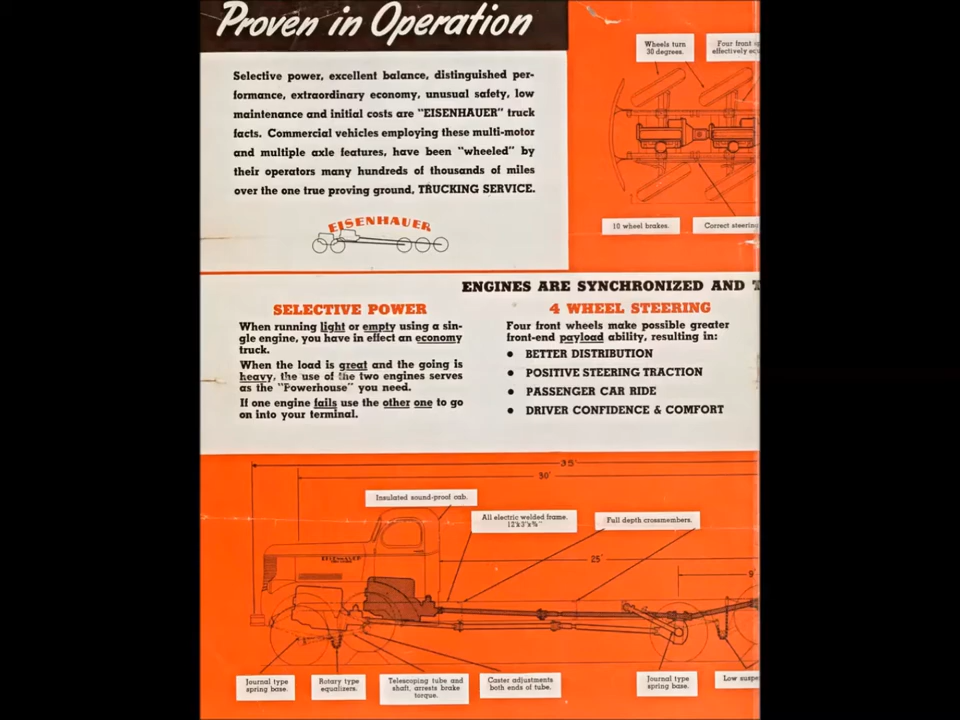 Proven in Operation
Selective power, excellent balance, distinguished per-
formance, extraordinary economy, unusual safety, low
maintenance and initial costs are "EISENHAUER" truck
facts. Commercial vehicles employing these multi-motor
and multiple axle features, have been "wheeled" by
their operators many hundreds of thousands of miles
over the one true proving ground, TRUCKING SERVICE.
EISENHAUER
Wheels turn
30 degrees.
Four front
effectively
10 wheel brakes.
Correct steering
ENGINES ARE SYNCHRONIZED AND
SELECTIVE POWER
When running light or empty using a sin-
gle engine, you have in effect an economy
truck.
When the load is great and the going is
heavy, the use of the two engines serves
as the "Powerhouse" you need.
If one engine fails use the other one to go
on into your terminal.
4 WHEEL STEERING
Four front wheels make possible greater
front-end payload ability, resulting in:
● BETTER DISTRIBUTION
● POSITIVE STEERING TRACTION
● PASSENGER CAR RIDE
● DRIVER CONFIDENCE & COMFORT
35'
30'
Insulated sound-proof cab.
All electric welded frame.
Full depth crossmembers.
25'
9'
EISENHAUER
Journal type
spring base.
Rotary type
equalizers.
Telescoping tube and
shaft, arrests brake
torque.
Caster adjustments
both ends of tube.
Journal type
spring base.
Low